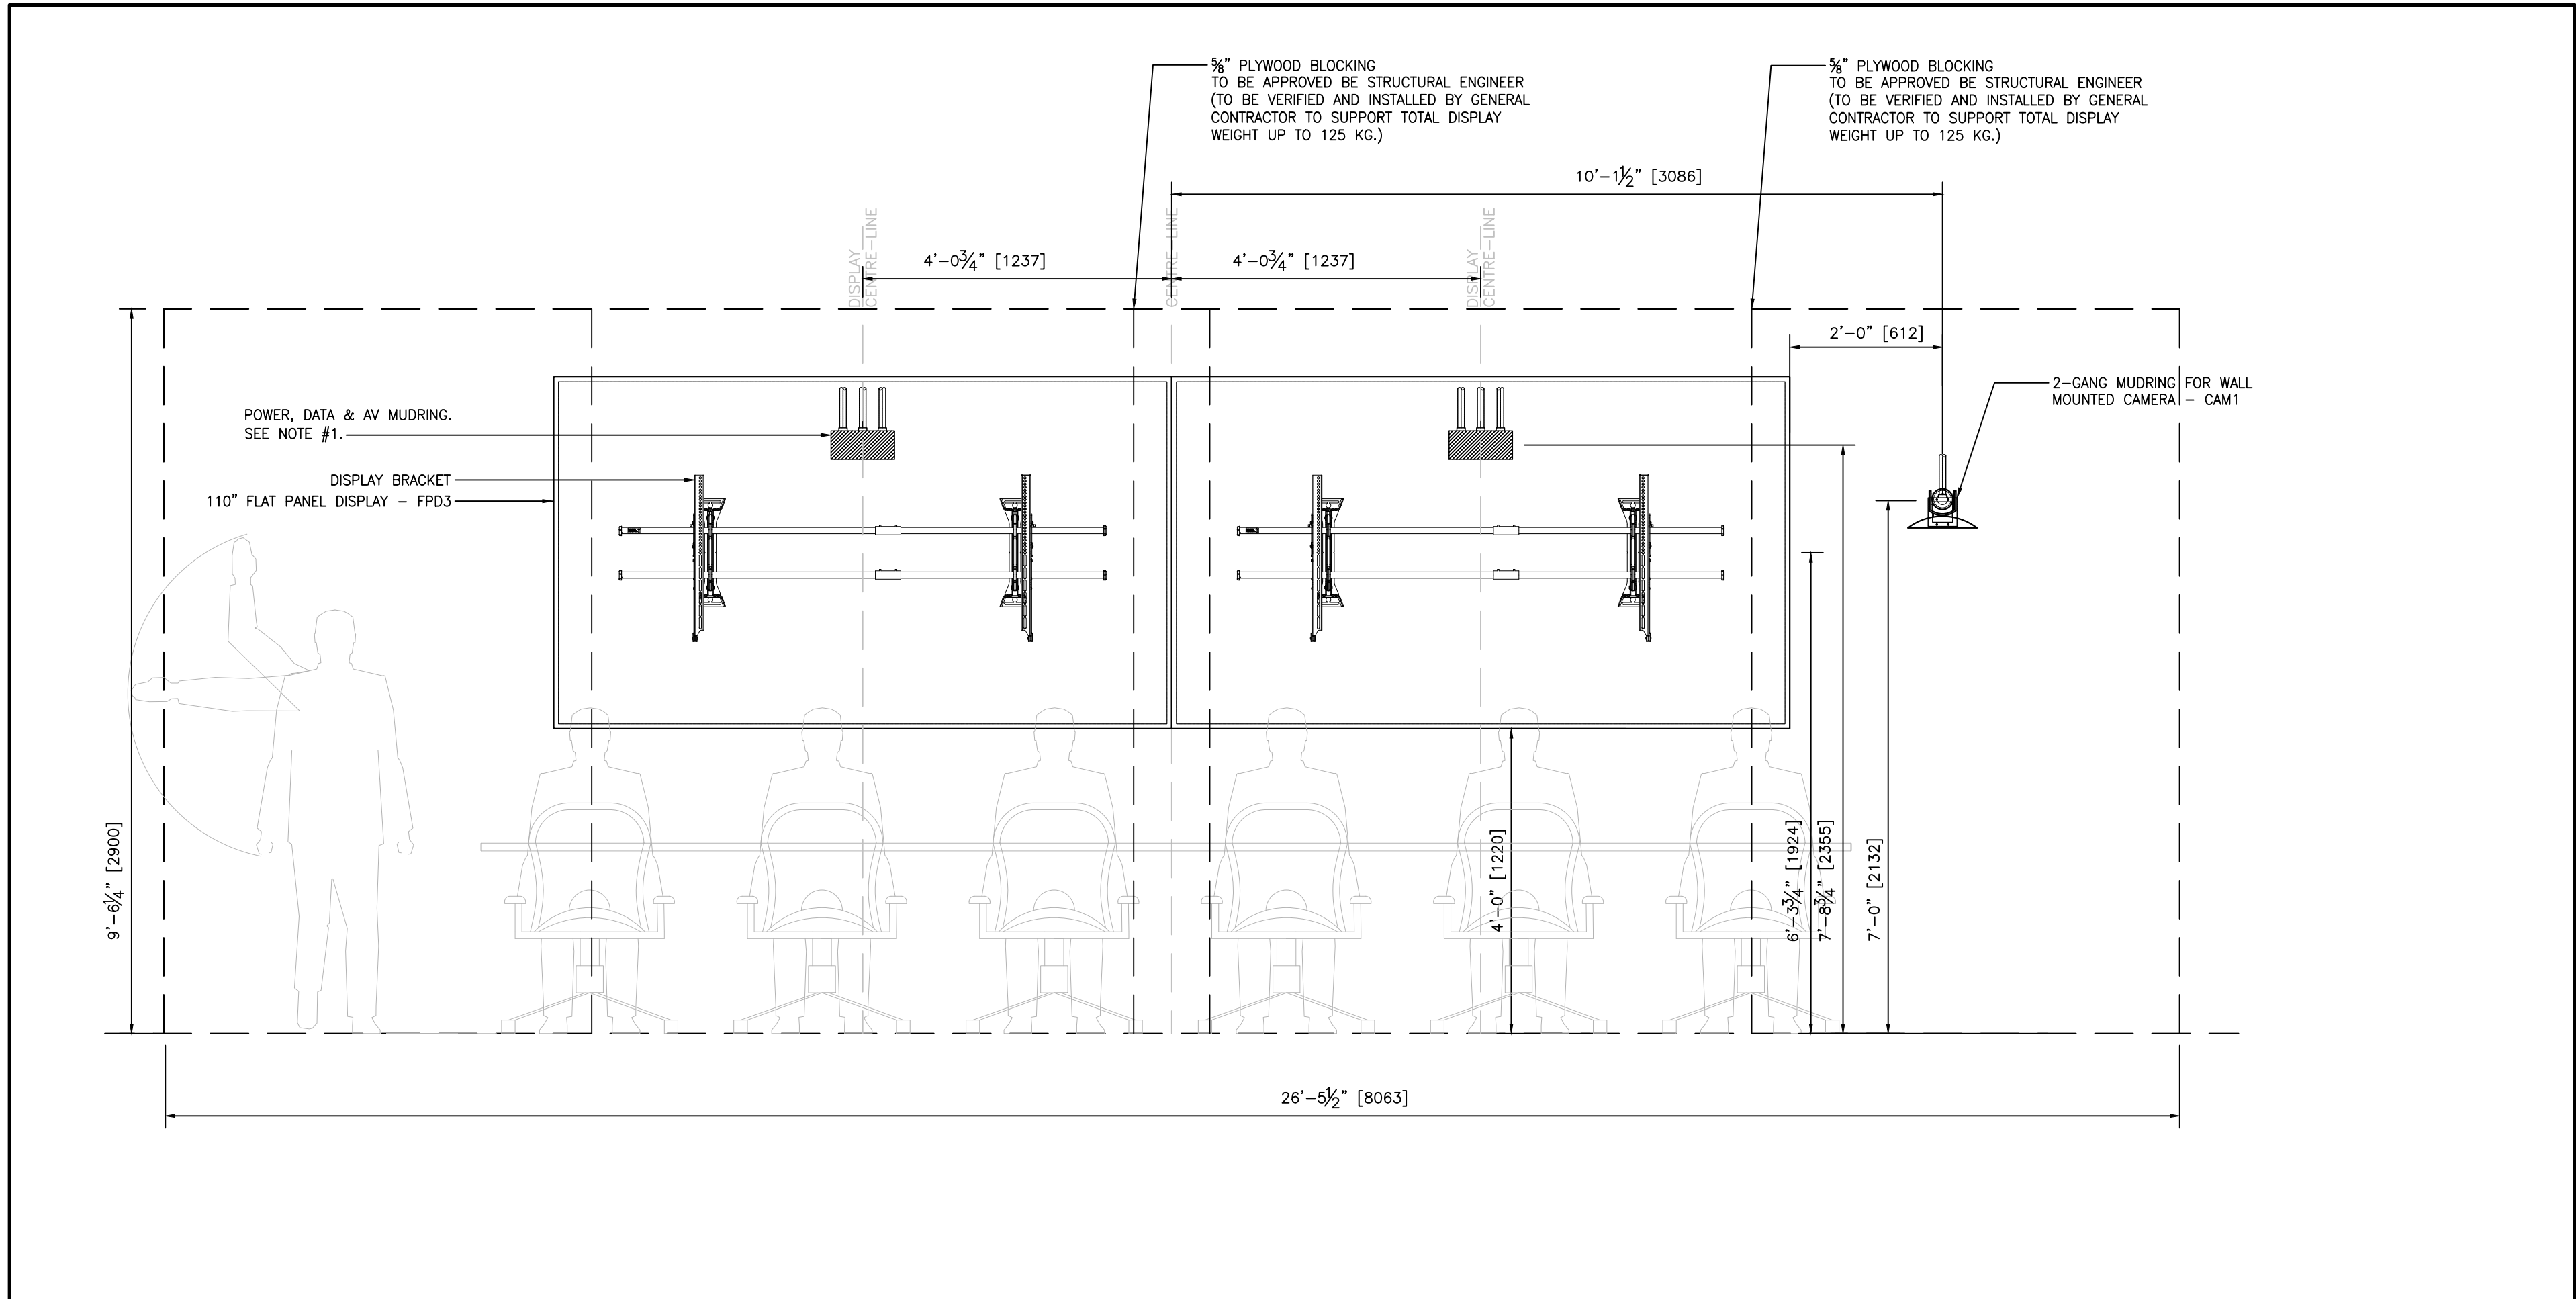 ⅝" PLYWOOD BLOCKING
TO BE APPROVED BE STRUCTURAL ENGINEER
(TO BE VERIFIED AND INSTALLED BY GENERAL
CONTRACTOR TO SUPPORT TOTAL DISPLAY
WEIGHT UP TO 125 KG.)
⅝" PLYWOOD BLOCKING
TO BE APPROVED BE STRUCTURAL ENGINEER
(TO BE VERIFIED AND INSTALLED BY GENERAL
CONTRACTOR TO SUPPORT TOTAL DISPLAY
WEIGHT UP TO 125 KG.)
10'-1½" [3086]
DISPLAY
CENTRE-LINE
CENTRE-LINE
DISPLAY
CENTRE-LINE
4'-0¾" [1237]
4'-0¾" [1237]
2'-0" [612]
2-GANG MUDRING FOR WALL
MOUNTED CAMERA - CAM1
POWER, DATA & AV MUDRING.
SEE NOTE #1.
DISPLAY BRACKET
110" FLAT PANEL DISPLAY - FPD3
9'-6¼" [2900]
4'-0" [1220]
6'-3¾" [1924]
7'-8¾" [2355]
7'-0" [2132]
26'-5½" [8063]